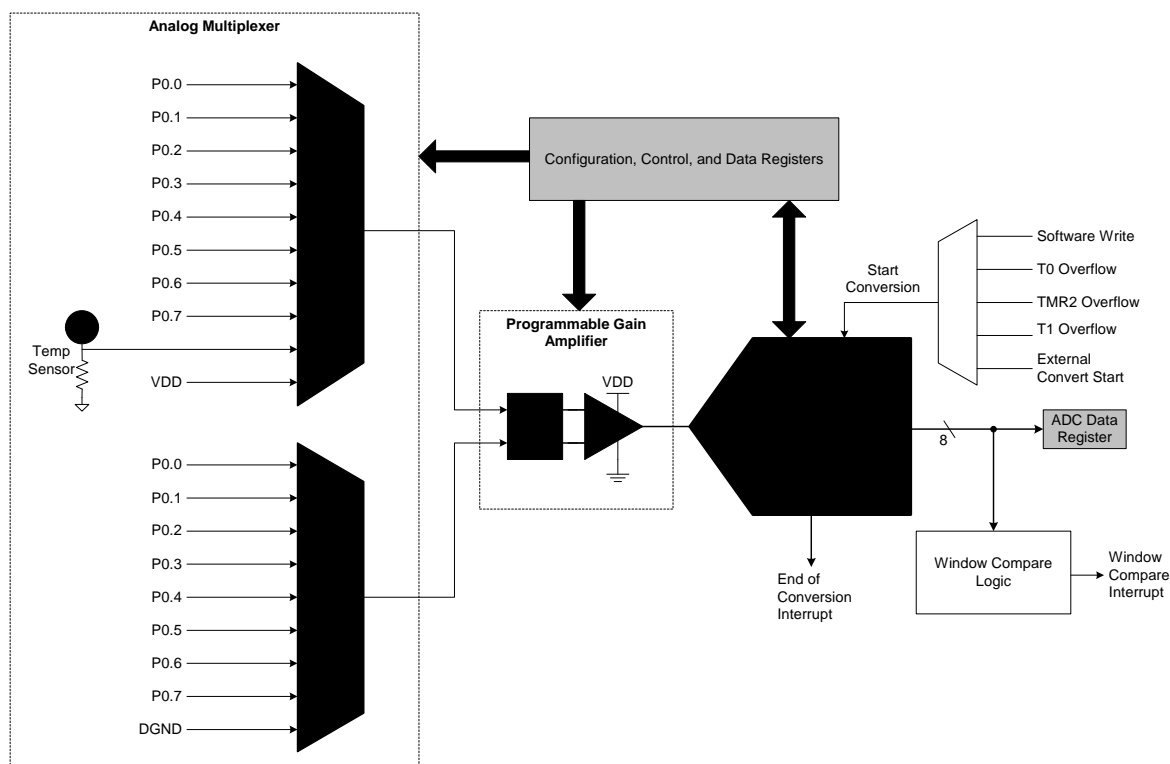 Analog Multiplexer
P0.0
P0.1
P0.2
P0.3
P0.4
P0.5
P0.6
P0.7
Temp
Sensor
VDD
P0.0
P0.1
P0.2
P0.3
P0.4
P0.5
P0.6
P0.7
DGND
Configuration, Control, and Data Registers
Programmable Gain
Amplifier
VDD
Start
Conversion
Software Write
T0 Overflow
TMR2 Overflow
T1 Overflow
External
Convert Start
8
ADC Data
Register
End of
Conversion
Interrupt
Window Compare
Logic
Window
Compare
Interrupt